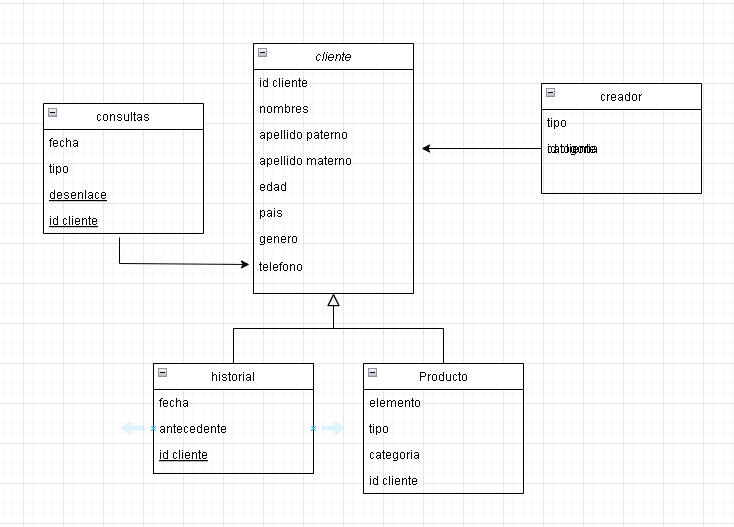 cliente
id cliente
nombres
apellido paterno
apellido materno
edad
pais
genero
telefono
consultas
fecha
tipo
desenlace
id cliente
creador
tipo
historial
fecha
antecedente
id cliente
Producto
elemento
tipo
categoria
id cliente